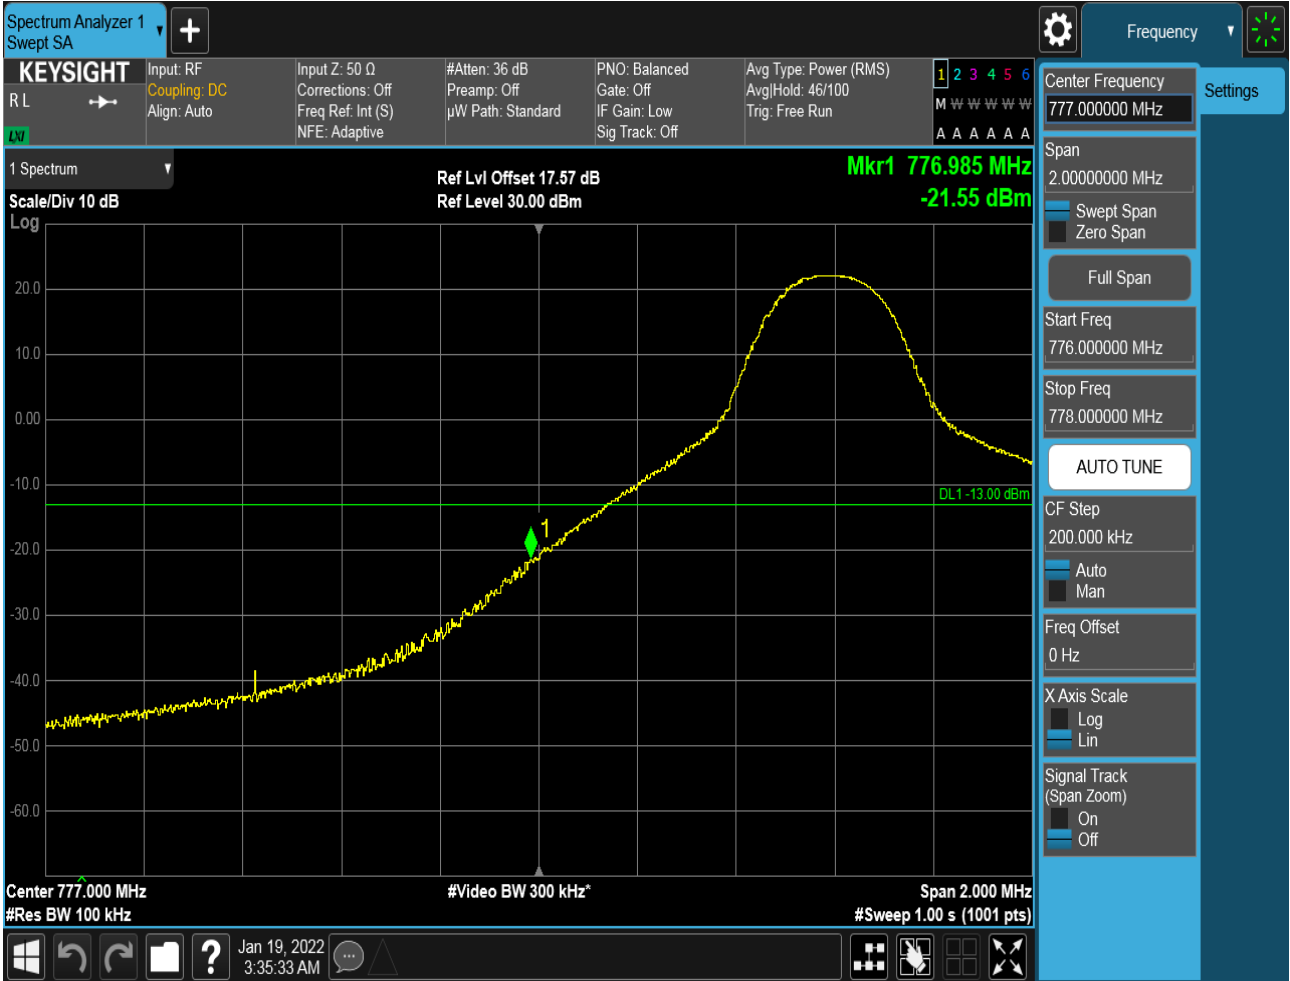 Spectrum Analyzer 1
Swept SA
Frequency
KEYSIGHT
R L
LXI
Input: RF
Coupling: DC
Align: Auto
Input Z: 50 Ω
Corrections: Off
Freq Ref: Int (S)
NFE: Adaptive
#Atten: 36 dB
Preamp: Off
µW Path: Standard
PNO: Balanced
Gate: Off
IF Gain: Low
Sig Track: Off
Avg Type: Power (RMS)
Avg|Hold: 46/100
Trig: Free Run
1 2 3 4 5 6
M W W W W W
A A A A A A
1 Spectrum
Scale/Div 10 dB
Log
Ref Lvl Offset 17.57 dB
Ref Level 30.00 dBm
Mkr1 776.985 MHz
-21.55 dBm
20.0
10.0
0.00
-10.0
-20.0
-30.0
-40.0
-50.0
-60.0
DL1 -13.00 dBm
1
Center 777.000 MHz
#Res BW 100 kHz
#Video BW 300 kHz*
Span 2.000 MHz
#Sweep 1.00 s (1001 pts)
Jan 19, 2022
3:35:33 AM
?
Center Frequency
777.000000 MHz
Settings
Span
2.00000000 MHz
Swept Span
Zero Span
Full Span
Start Freq
776.000000 MHz
Stop Freq
778.000000 MHz
AUTO TUNE
CF Step
200.000 kHz
Auto
Man
Freq Offset
0 Hz
X Axis Scale
Log
Lin
Signal Track
(Span Zoom)
On
Off